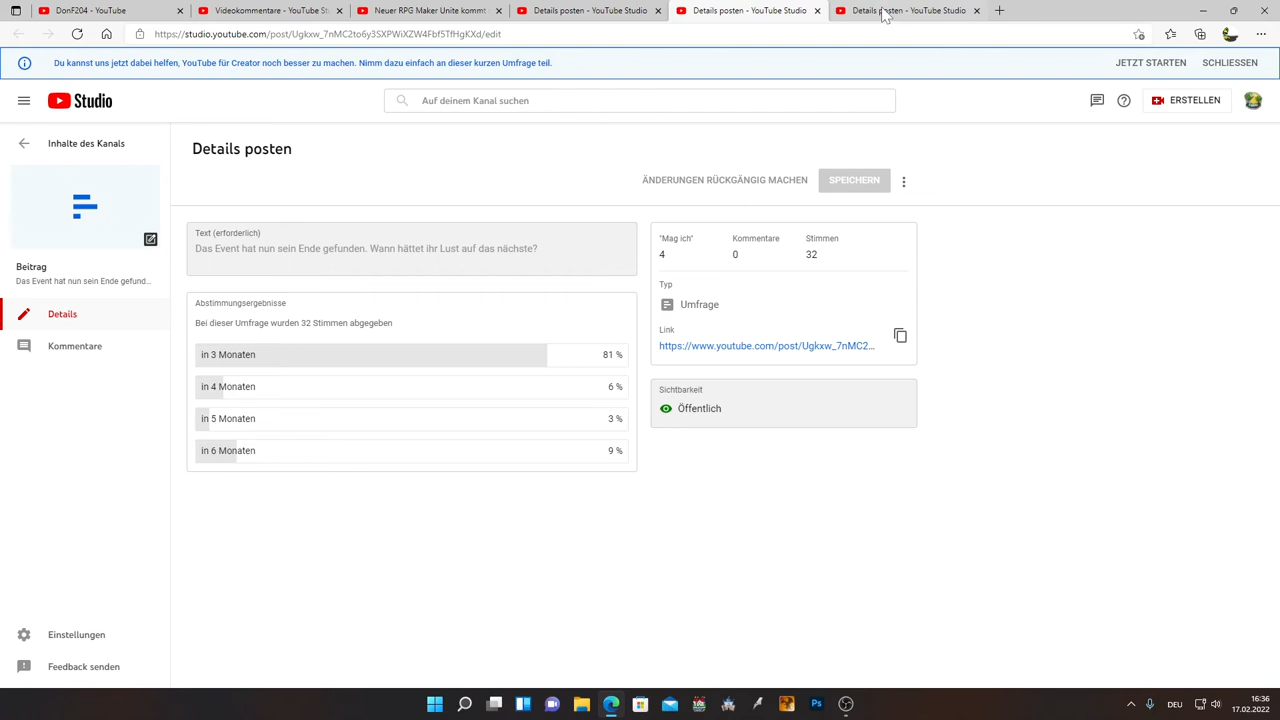 DonF204 - YouTube
Videokommentare – YouTube St
Neuer RPG Maker Unite kommt
Details posten - YouTube Studio
Details posten - YouTube Studio
Details posten - YouTube Studio
https://studio.youtube.com/post/Ugkxw_7nMC2to6y3SXPWiXZW4Fbf5TfHgKXd/edit
Du kannst uns jetzt dabei helfen, YouTube für Creator noch besser zu machen. Nimm dazu einfach an dieser kurzen Umfrage teil.
JETZT STARTEN
SCHLIESSEN
Studio
Auf deinem Kanal suchen
ERSTELLEN
Inhalte des Kanals
Details posten
ÄNDERUNGEN RÜCKGÄNGIG MACHEN
SPEICHERN
Text (erforderlich)
Das Event hat nun sein Ende gefunden. Wann hättet ihr Lust auf das nächste?
"Mag ich"
Kommentare
Stimmen
4
0
32
Beitrag
Das Event hat nun sein Ende gefund...
Details
Kommentare
Abstimmungsergebnisse
Bei dieser Umfrage wurden 32 Stimmen abgegeben
in 3 Monaten 81 %
in 4 Monaten 6 %
in 5 Monaten 3 %
in 6 Monaten 9 %
Typ
Umfrage
Link
https://www.youtube.com/post/Ugkxw_7nMC2...
Sichtbarkeit
Öffentlich
Einstellungen
Feedback senden
DEU
16:36
17.02.2022